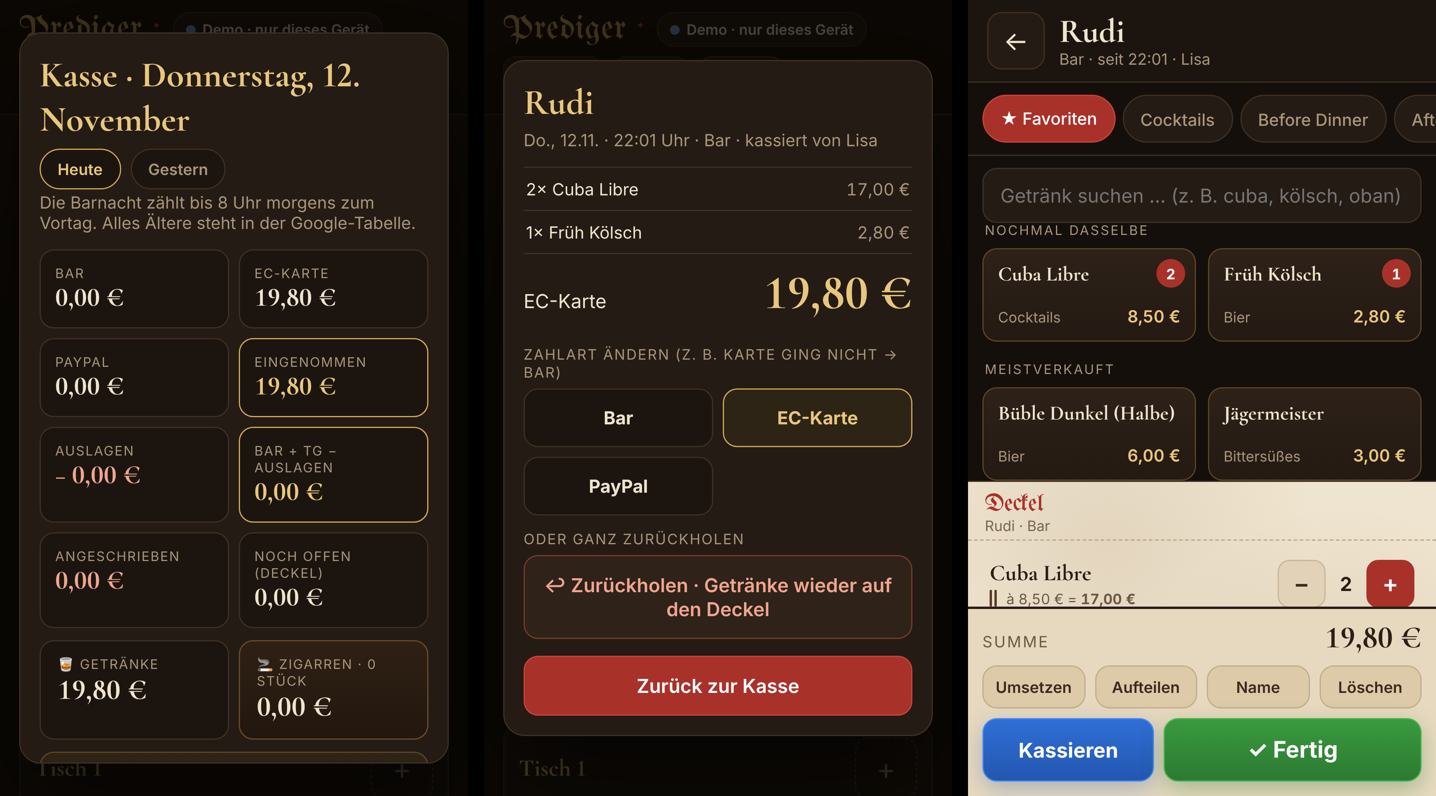 Prediger
Demo · nur dieses Gerät
Kasse · Donnerstag, 12.
November
Heute
Gestern
Die Barnacht zählt bis 8 Uhr morgens zum
Vortag. Alles Ältere steht in der Google-Tabelle.
BAR
0,00 €
EC-KARTE
19,80 €
PAYPAL
0,00 €
EINGENOMMEN
19,80 €
AUSLAGEN
– 0,00 €
BAR + TG –
AUSLAGEN
0,00 €
ANGESCHRIEBEN
0,00 €
NOCH OFFEN
(DECKEL)
0,00 €
🥃 GETRÄNKE
19,80 €
🚬 ZIGARREN · 0
STÜCK
0,00 €
Tisch 1
+
Prediger
Demo · nur dieses Gerät
Rudi
Do., 12.11. · 22:01 Uhr · Bar · kassiert von Lisa
2× Cuba Libre 17,00 €
1× Früh Kölsch 2,80 €
EC-Karte 19,80 €
ZAHLART ÄNDERN (Z. B. KARTE GING NICHT →
BAR)
Bar
EC-Karte
PayPal
ODER GANZ ZURÜCKHOLEN
↩ Zurückholen · Getränke wieder auf
den Deckel
Zurück zur Kasse
Tisch 1
+
←
Rudi
Bar · seit 22:01 · Lisa
★ Favoriten
Cocktails
Before Dinner
Aft
Getränk suchen … (z. B. cuba, kölsch, oban)
NOCHMAL DASSELBE
Cuba Libre 2
Cocktails 8,50 €
Früh Kölsch 1
Bier 2,80 €
MEISTVERKAUFT
Büble Dunkel (Halbe)
Bier 6,00 €
Jägermeister
Bittersüßes 3,00 €
Deckel
Rudi · Bar
Cuba Libre
à 8,50 € = 17,00 €
– 2 +
SUMME 19,80 €
Umsetzen
Aufteilen
Name
Löschen
Kassieren
✓ Fertig